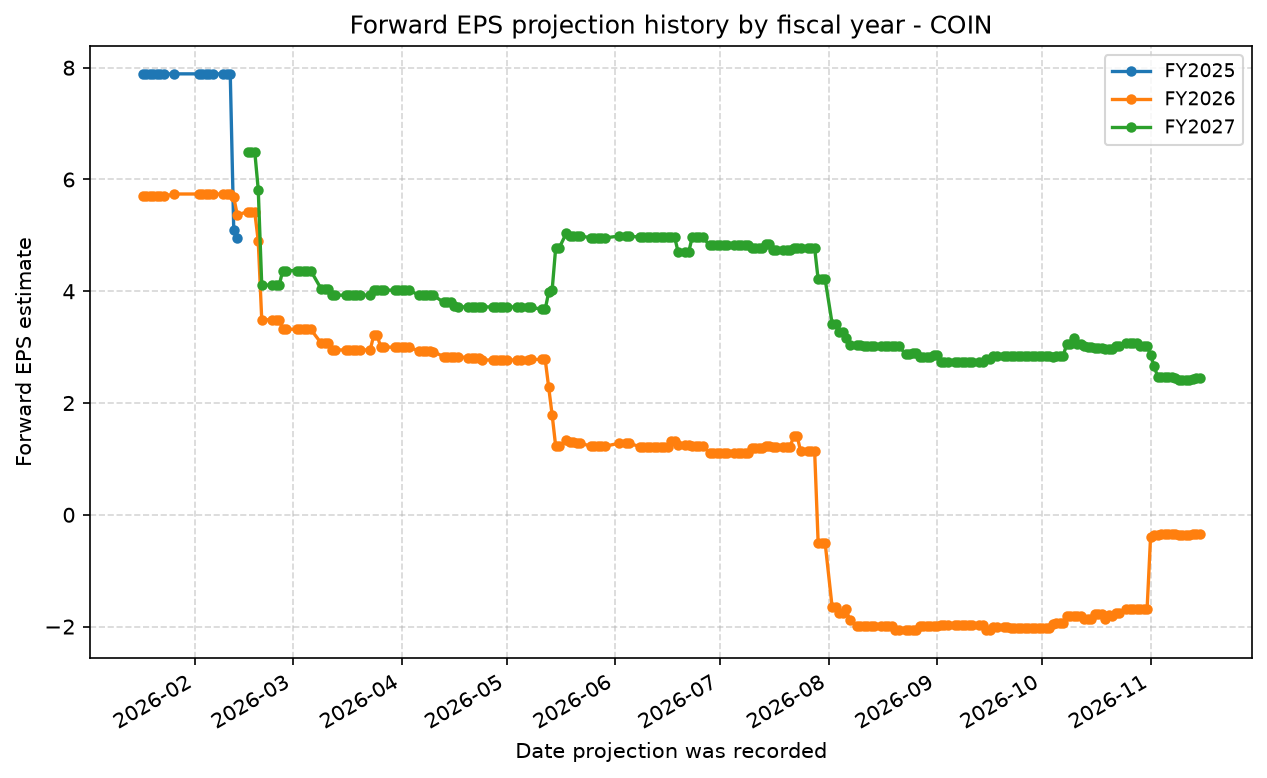 Forward EPS projection history by fiscal year - COIN
FY2025
FY2026
FY2027
Forward EPS estimate
8
6
4
2
0
−2
2026-02
2026-03
2026-04
2026-05
2026-06
2026-07
2026-08
2026-09
2026-10
2026-11
Date projection was recorded